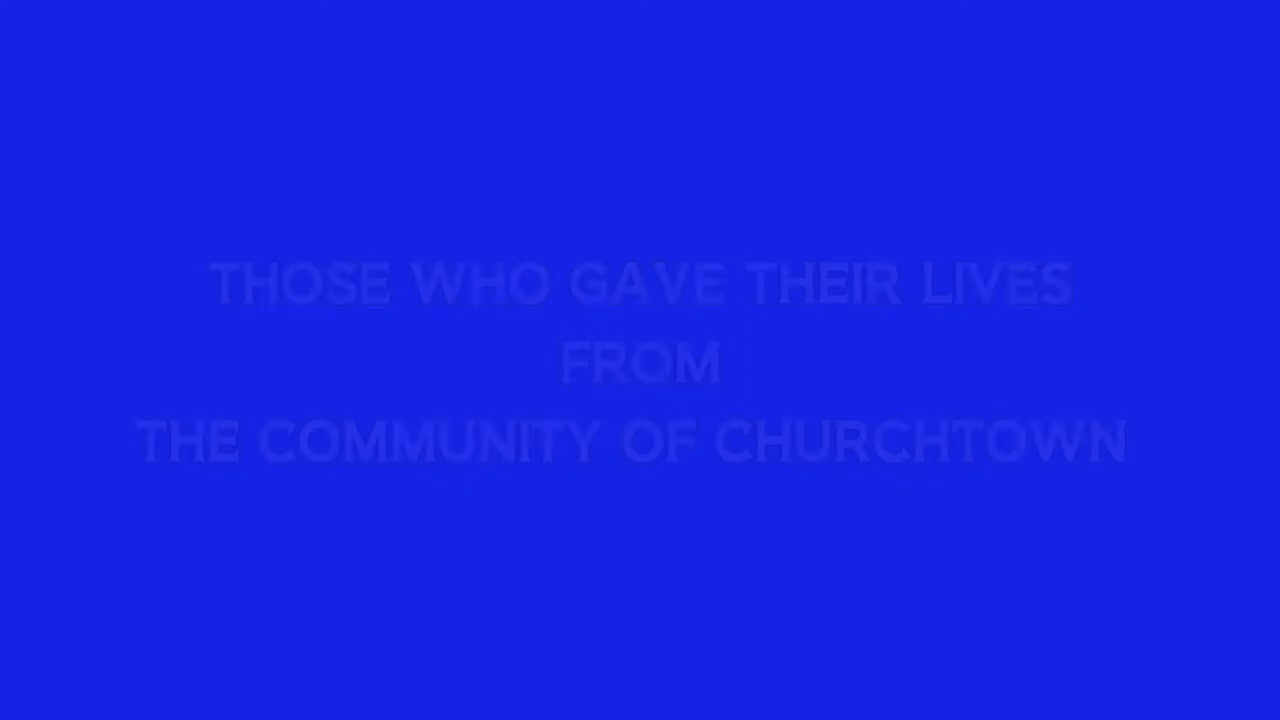 THOSE WHO GAVE THEIR LIVES
FROM
THE COMMUNITY OF CHURCHTOWN